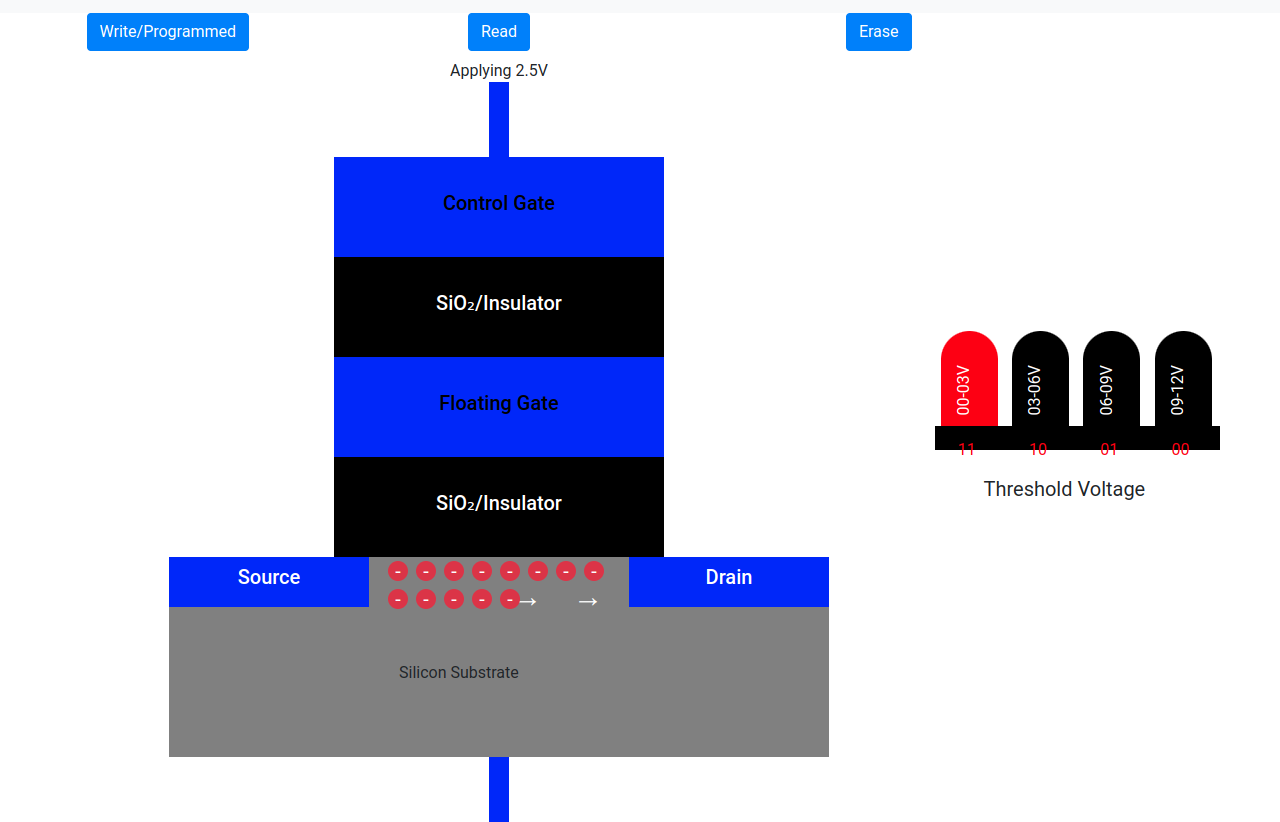 Write/Programmed
Read
Erase
Applying 2.5V
Control Gate
SiO₂/Insulator
Floating Gate
SiO₂/Insulator
00-03V
03-06V
06-09V
09-12V
11
10
01
00
Threshold Voltage
Source
- - - - - - - -
Drain
- - - - - → →
Silicon Substrate